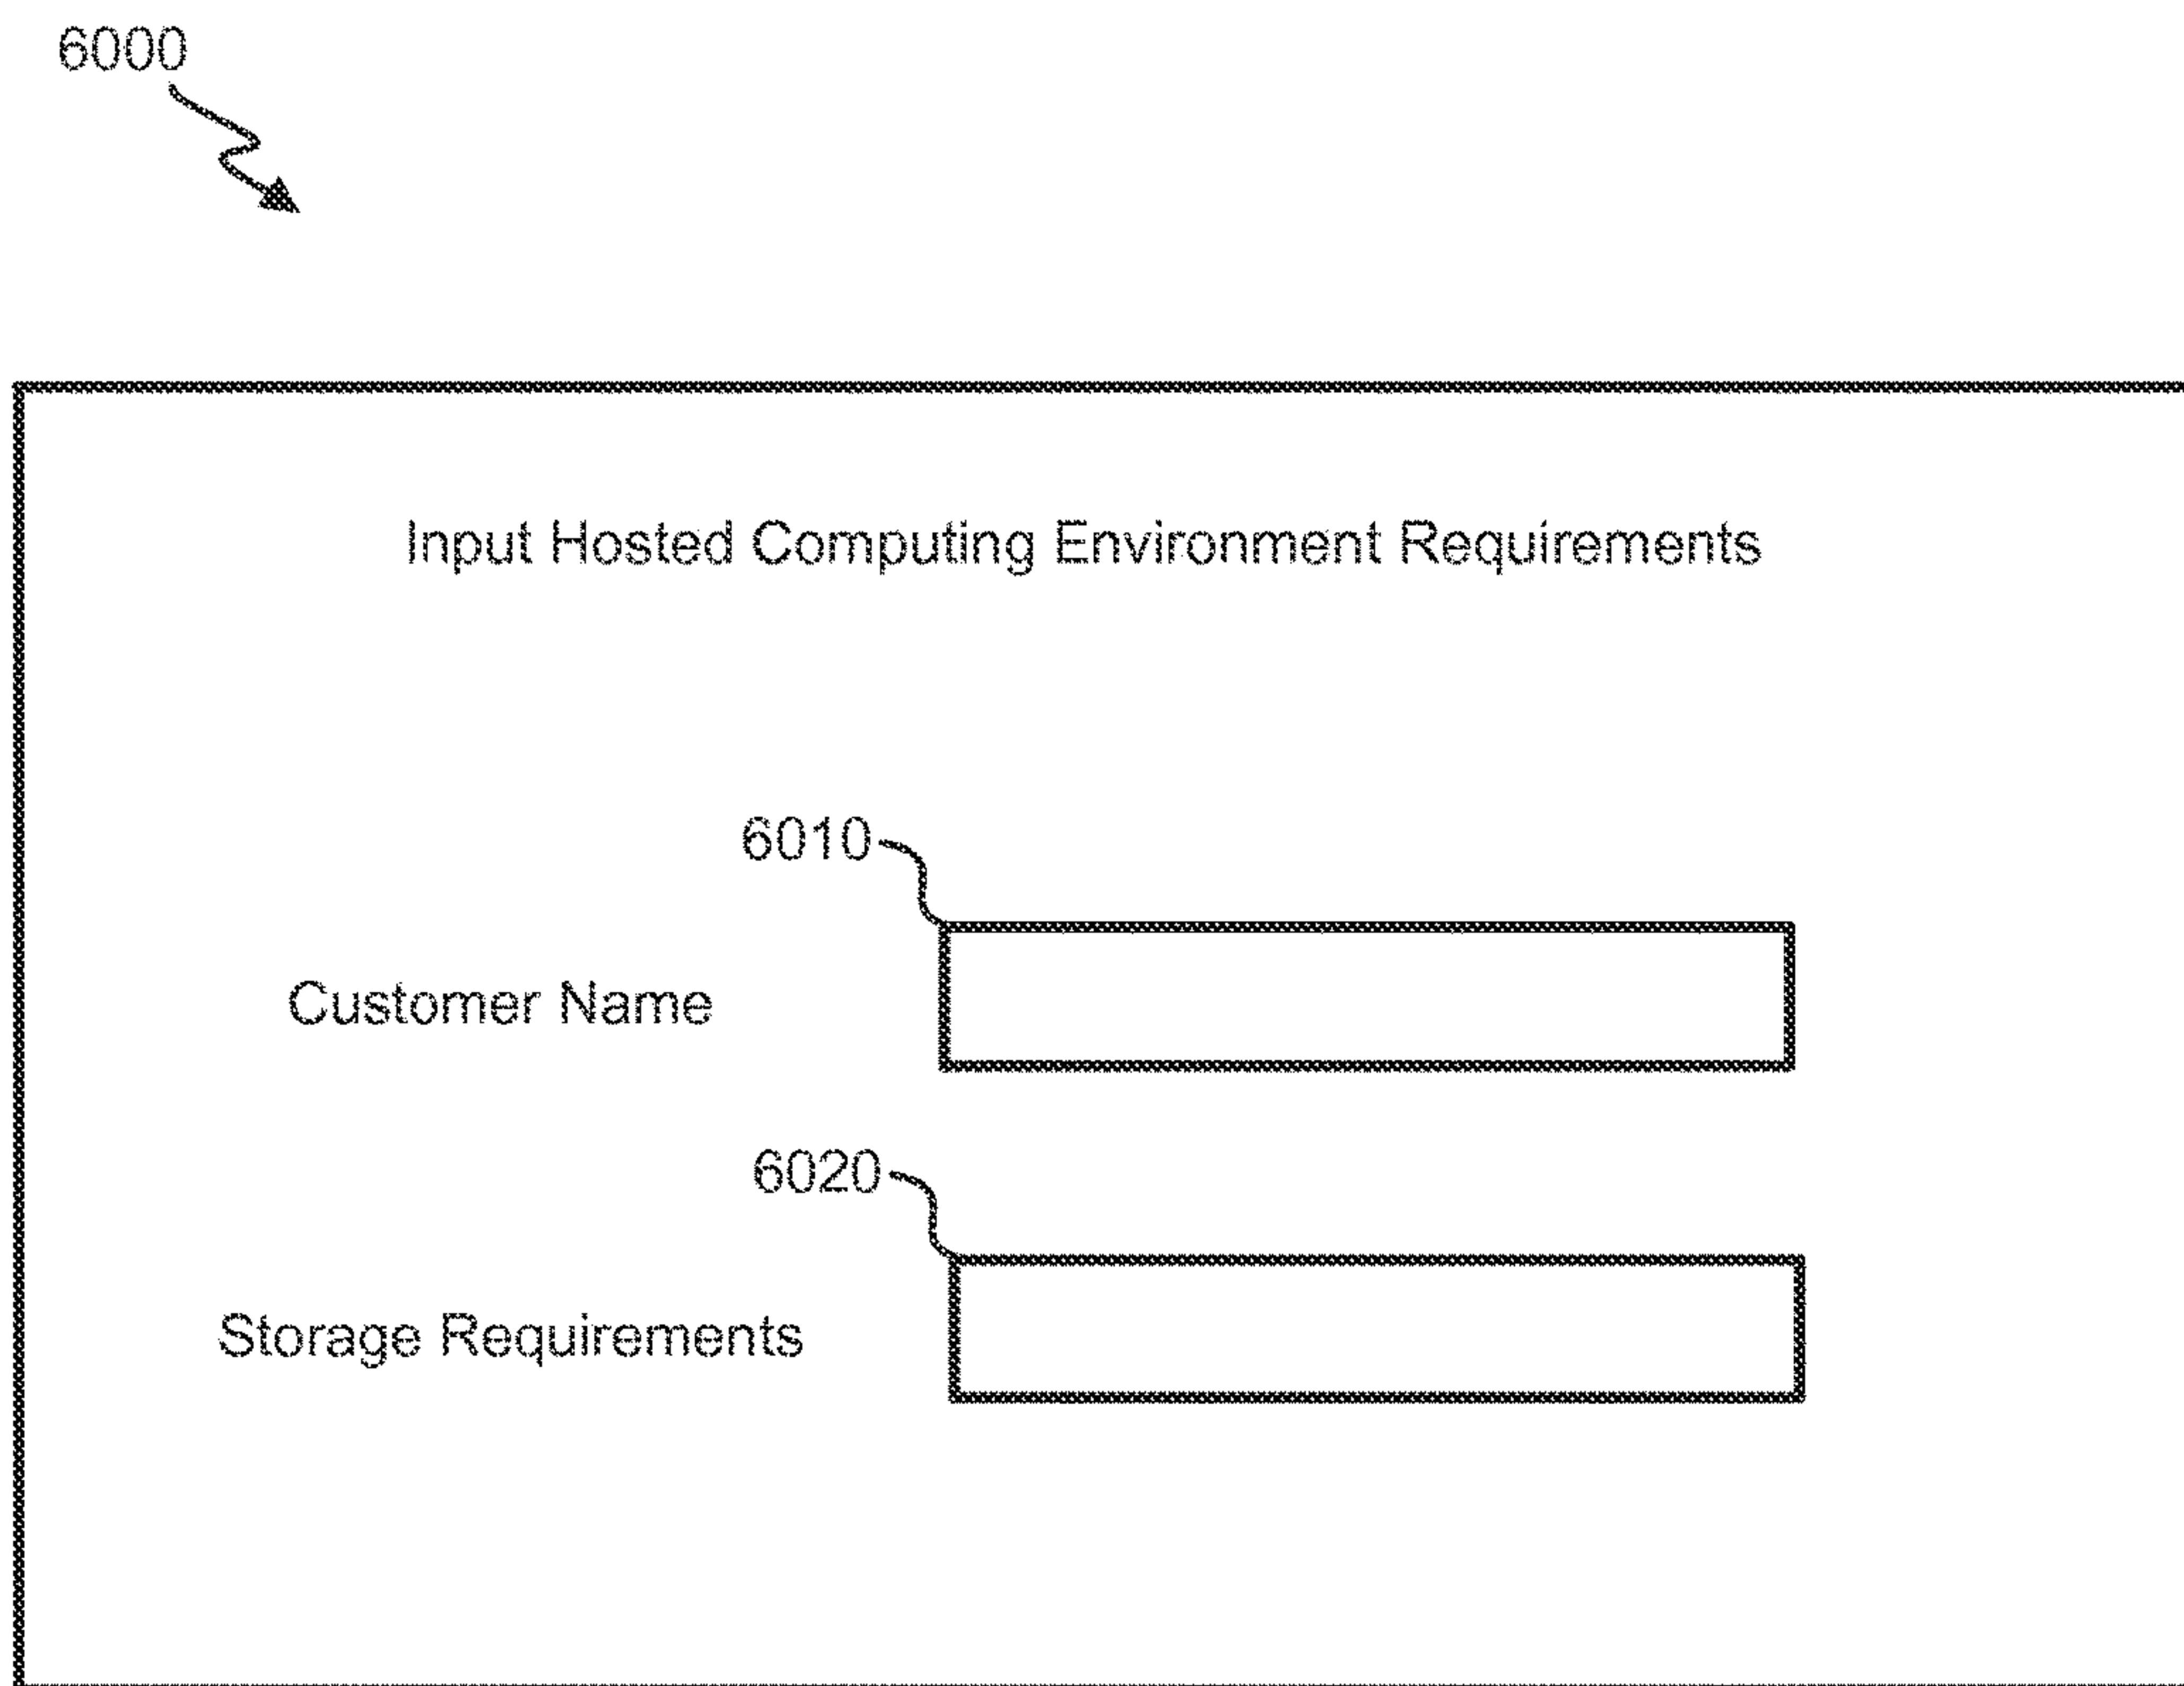 6000
Input Hosted Computing Environment Requirements
6010
Customer Name
6020
Storage Requirements